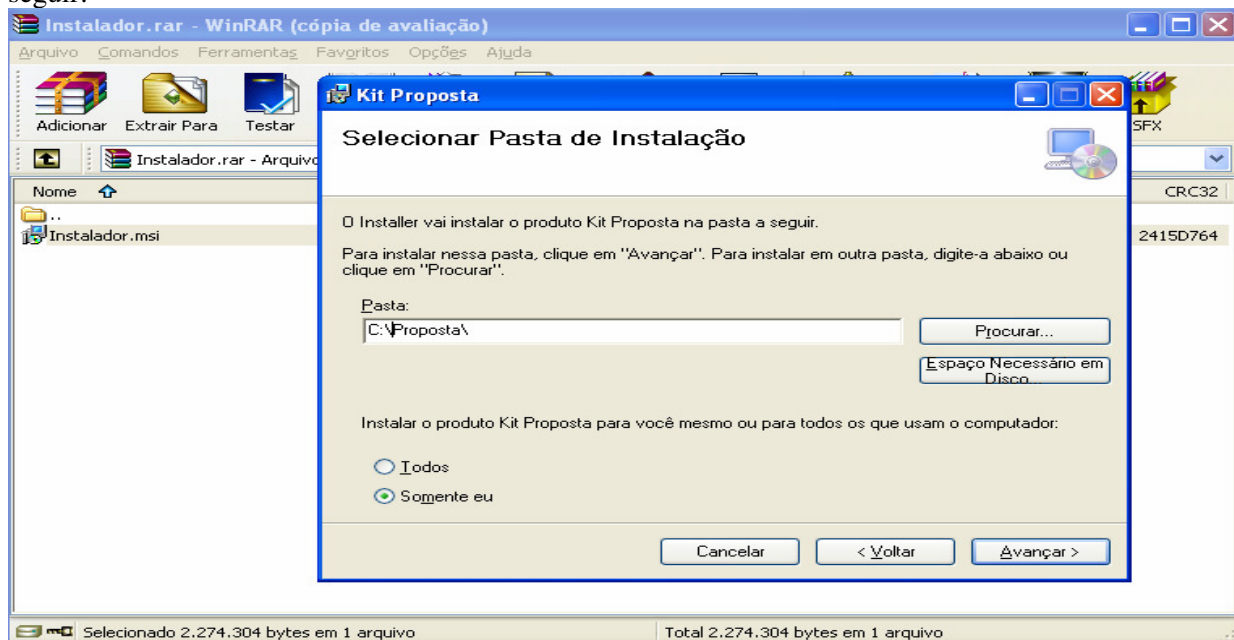 seguir:
Instalador.rar - WinRAR (cópia de avaliação)
Arquivo Comandos Ferramentas Favoritos Opções Ajuda
Adicionar Extrair Para Testar SFX
Instalador.rar - Arquivo
Nome CRC32
..
Instalador.msi 2415D764
Kit Proposta
Selecionar Pasta de Instalação
O Installer vai instalar o produto Kit Proposta na pasta a seguir.
Para instalar nessa pasta, clique em "Avançar". Para instalar em outra pasta, digite-a abaixo ou
clique em "Procurar".
Pasta:
C:\Proposta\
Procurar...
Espaço Necessário em
Disco...
Instalar o produto Kit Proposta para você mesmo ou para todos os que usam o computador:
Todos
Somente eu
Cancelar < Voltar Avançar >
Selecionado 2.274.304 bytes em 1 arquivo Total 2.274.304 bytes em 1 arquivo